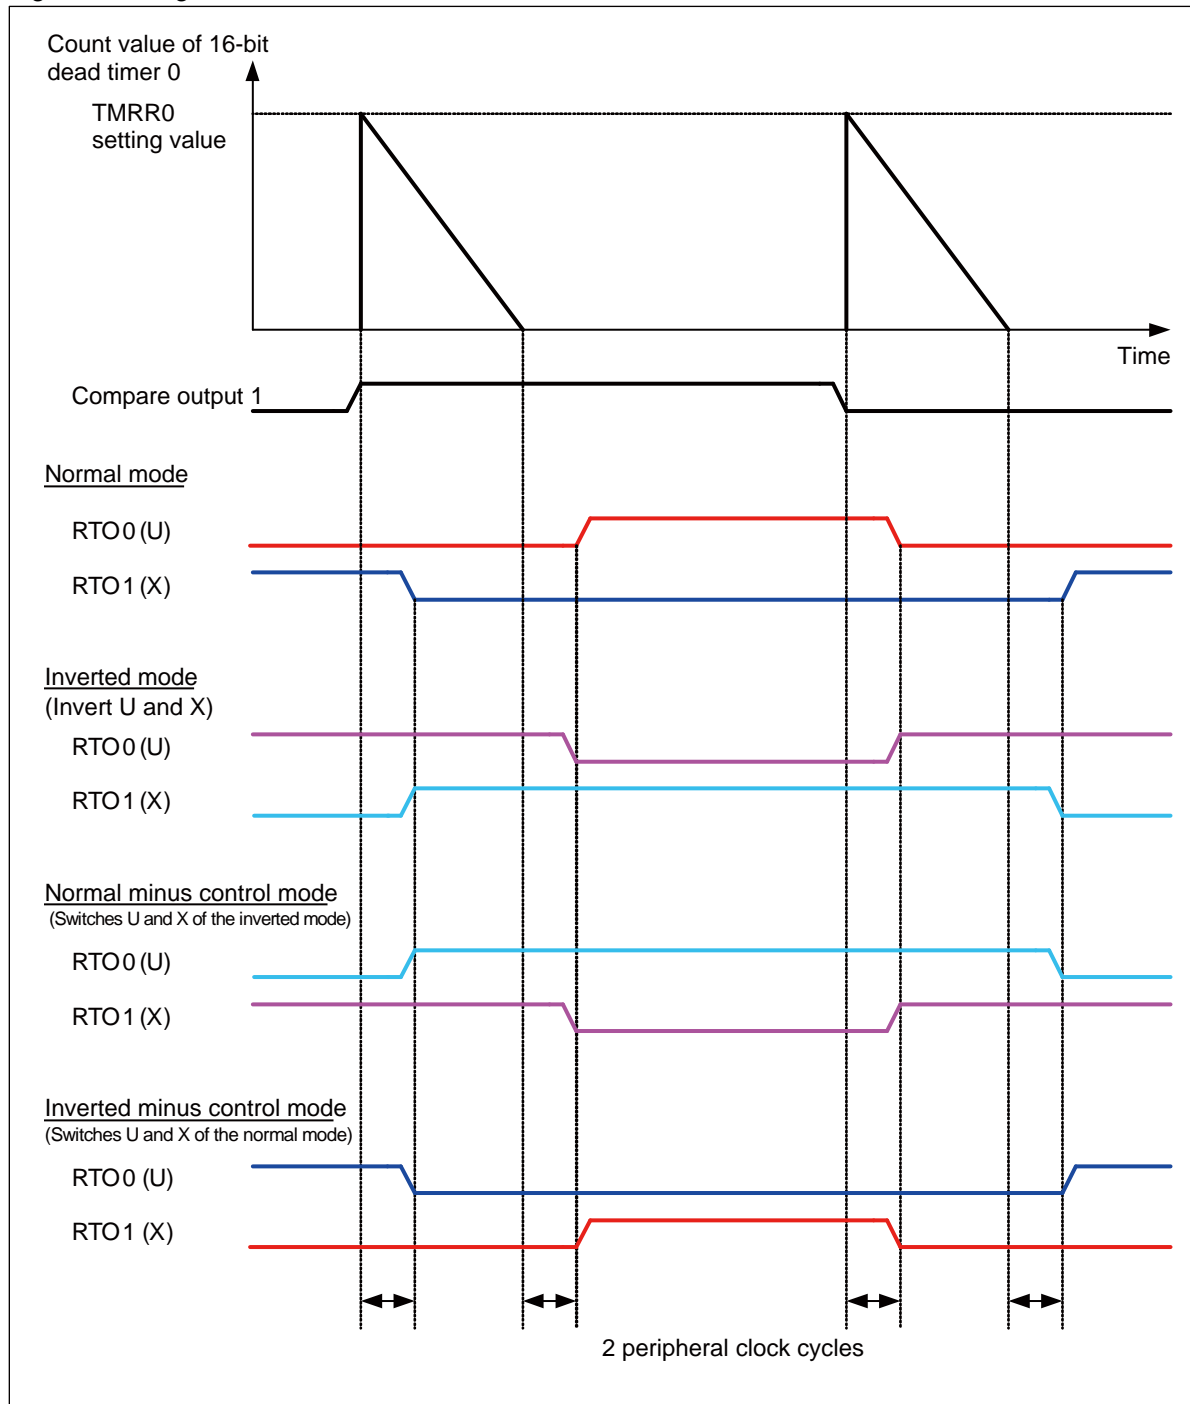 Count value of 16-bit
dead timer 0
TMRR0
setting value
Time
Compare output 1
Normal mode
RTO0 (U)
RTO1 (X)
Inverted mode
(Invert U and X)
RTO0 (U)
RTO1 (X)
Normal minus control mode
(Switches U and X of the inverted mode)
RTO0 (U)
RTO1 (X)
Inverted minus control mode
(Switches U and X of the normal mode)
RTO0 (U)
RTO1 (X)
2 peripheral clock cycles